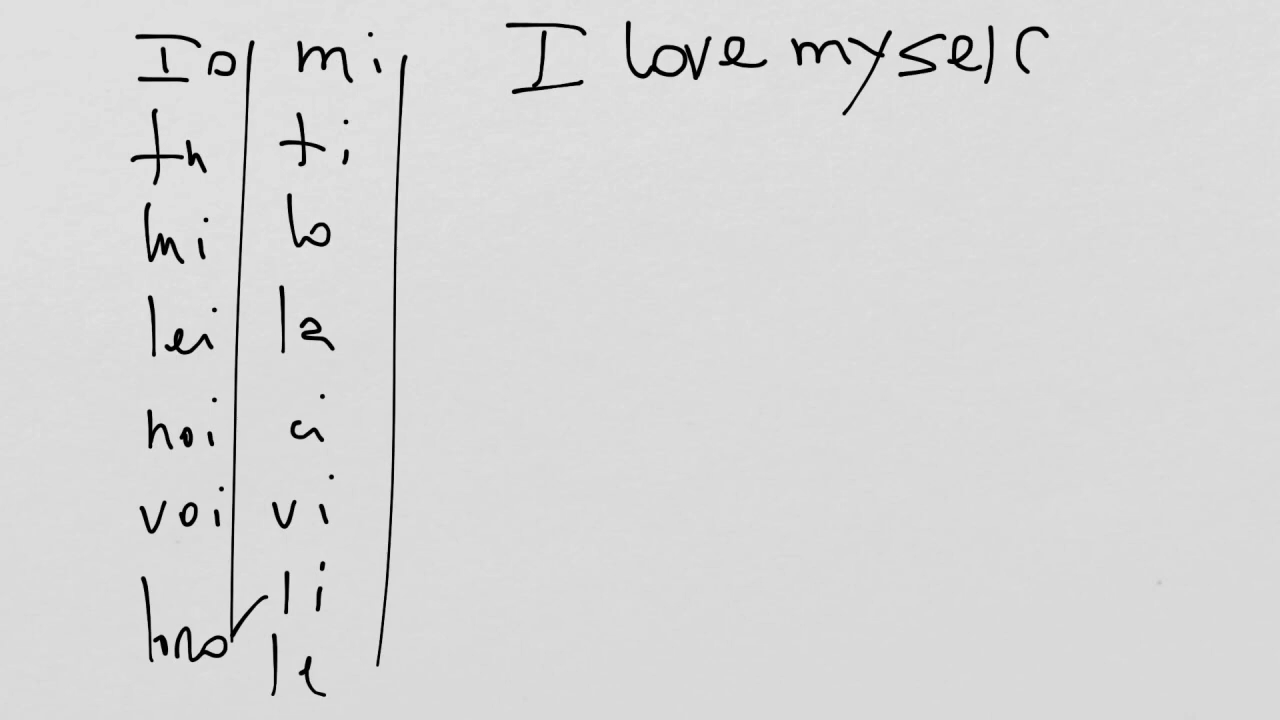 Io mi I love myself
tu ti
lui lo
lei la
noi ci
voi vi
loro li
le